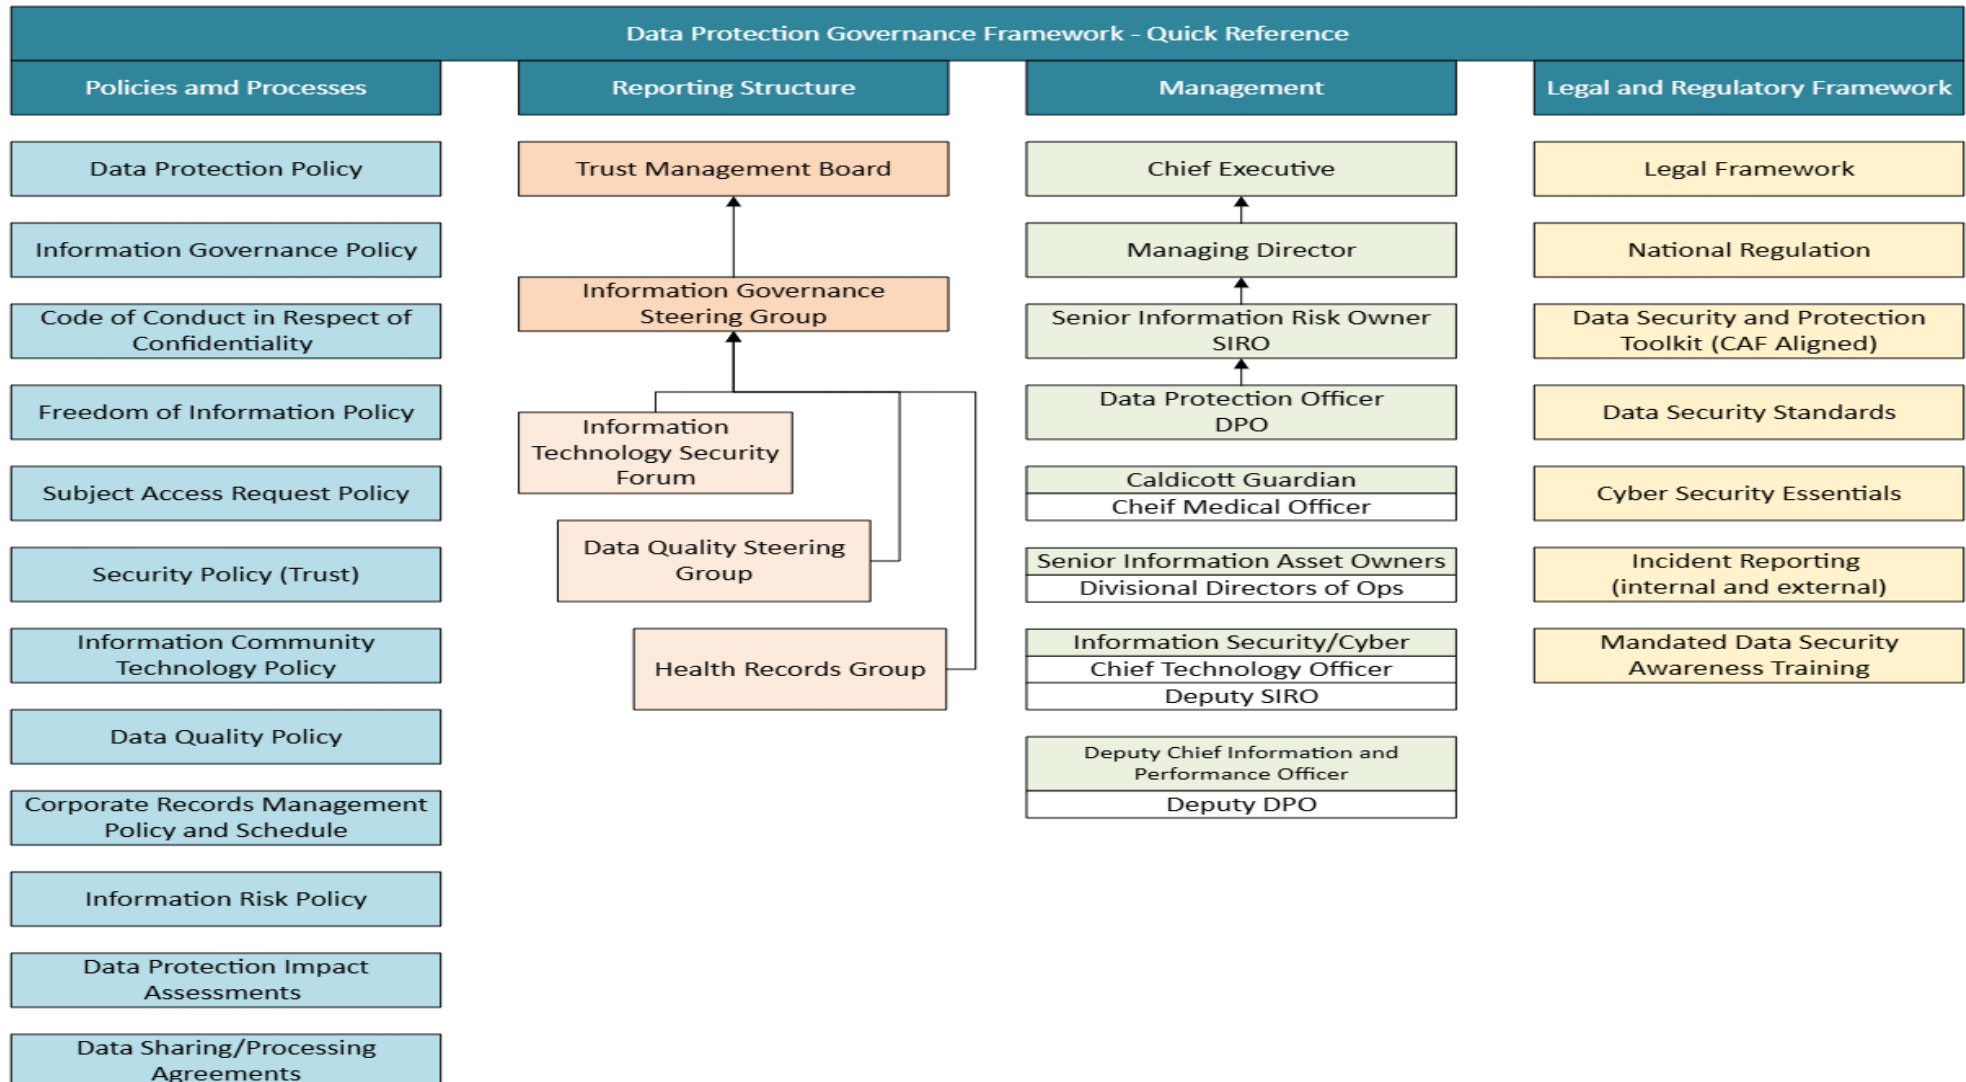 Data Protection Governance Framework - Quick Reference
Policies amd Processes
Data Protection Policy
Information Governance Policy
Code of Conduct in Respect of
Confidentiality
Freedom of Information Policy
Subject Access Request Policy
Security Policy (Trust)
Information Community
Technology Policy
Data Quality Policy
Corporate Records Management
Policy and Schedule
Information Risk Policy
Data Protection Impact
Assessments
Data Sharing/Processing
Agreements
Reporting Structure
Trust Management Board
Information Governance
Steering Group
Information
Technology Security
Forum
Data Quality Steering
Group
Health Records Group
Management
Chief Executive
Managing Director
Senior Information Risk Owner
SIRO
Data Protection Officer
DPO
Caldicott Guardian
Cheif Medical Officer
Senior Information Asset Owners
Divisional Directors of Ops
Information Security/Cyber
Chief Technology Officer
Deputy SIRO
Deputy Chief Information and
Performance Officer
Deputy DPO
Legal and Regulatory Framework
Legal Framework
National Regulation
Data Security and Protection
Toolkit (CAF Aligned)
Data Security Standards
Cyber Security Essentials
Incident Reporting
(internal and external)
Mandated Data Security
Awareness Training